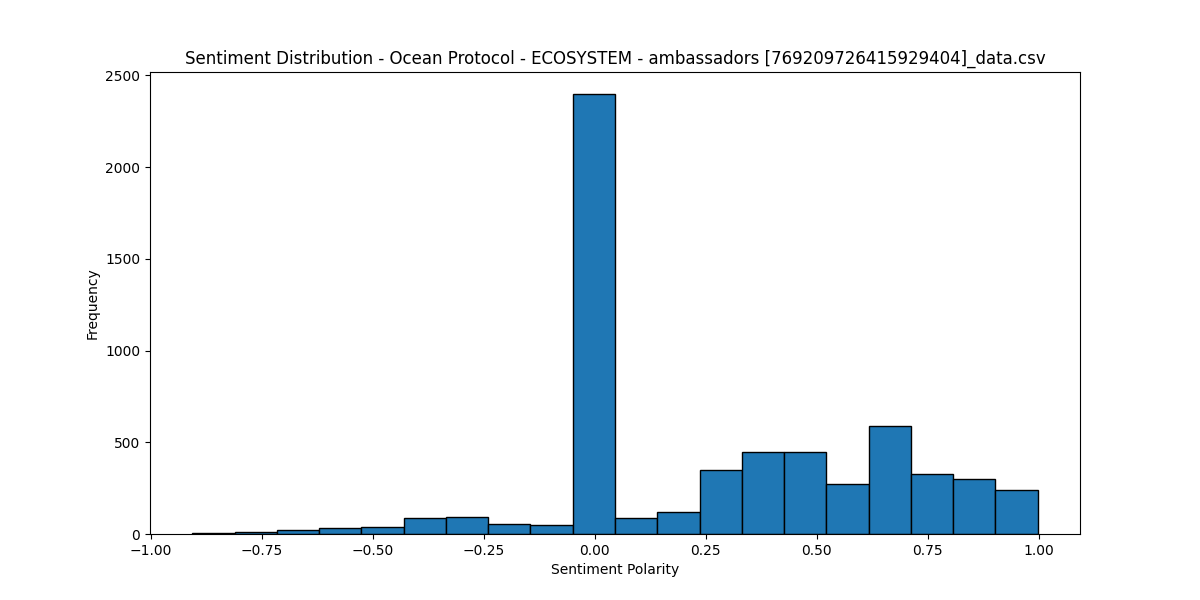 Sentiment Distribution - Ocean Protocol - ECOSYSTEM - ambassadors [769209726415929404]_data.csv
2500
2000
1500
1000
500
0
Frequency
−1.00 −0.75 −0.50 −0.25 0.00 0.25 0.50 0.75 1.00
Sentiment Polarity